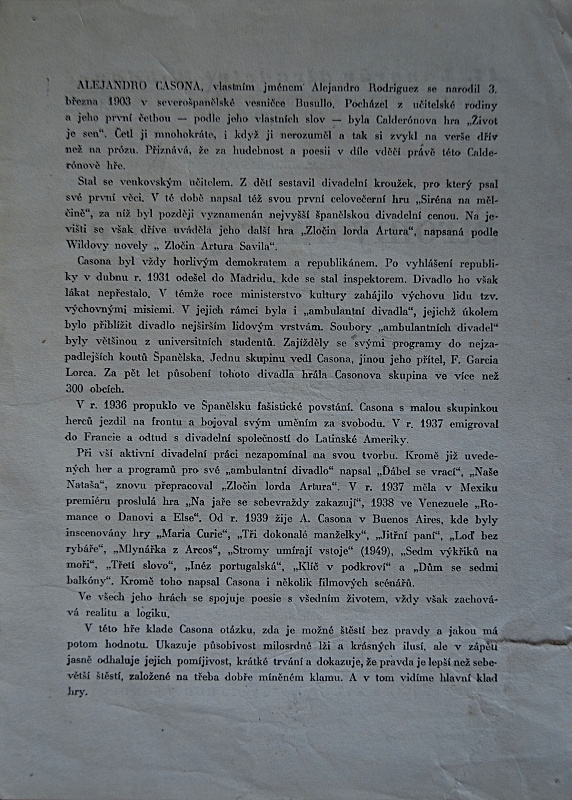 ALEJANDRO CASONA, vlastním jménem Alejandro Rodriguez se narodil 3.
března 1903 v severošpanělské vesničce Busullo. Pocházel z učitelské rodiny
a jeho první četbou — podle jeho vlastních slov — byla Calderónova hra „Život
je sen“. Četl ji mnohokráte, i když ji nerozuměl a tak si zvykl na verše dřív
než na prózu. Přiznává, že za hudebnost a poesii v díle vděčí právě této Calde-
rónově hře.
Stal se venkovským učitelem. Z dětí sestavil divadelní kroužek, pro který psal
své první věci. V té době napsal též svou první celovečerní hru „Siréna na měl-
čině“, za níž byl později vyznamenán nejvyšší španělskou divadelní cenou. Na je-
višti se však dříve uváděla jeho další hra „Zločin lorda Artura“, napsaná podle
Wildovy novely „ Zločin Artura Savila“.
Casona byl vždy horlivým demokratem a republikánem. Po vyhlášení republi-
ky v dubnu r. 1931 odešel do Madridu, kde se stal inspektorem. Divadlo ho však
lákat nepřestalo. V témže roce ministerstvo kultury zahájilo výchovu lidu tzv.
výchovnými misiemi. V jejich rámci byla i „ambulantní divadla“, jejichž úkolem
bylo přiblížit divadlo nejširším lidovým vrstvám. Soubory „ambulantních divadel“
byly většinou z universitních studentů. Zajížděly se svými programy do nejza-
padlejších koutů Španělska. Jednu skupinu vedl Casona, jinou jeho přítel, F. Garcia
Lorca. Za pět let působení tohoto divadla hrála Casonova skupina ve více než
300 obcích.
V r. 1936 propuklo ve Španělsku fašistické povstání. Casona s malou skupinkou
herců jezdil na frontu a bojoval svým uměním za svobodu. V r. 1937 emigroval
do Francie a odtud s divadelní společností do Latinské Ameriky.
Při vší aktivní divadelní práci nezapomínal na svou tvorbu. Kromě již uvede-
ných her a programů pro své „ambulantní divadlo“ napsal „Ďábel se vrací“, „Naše
Nataša“, znovu přepracoval „Zločin lorda Artura“. V r. 1937 měla v Mexiku
premiéru proslulá hra „Na jaře se sebevraždy zakazují“, 1938 ve Venezuele „Ro-
mance o Danovi a Else“. Od r. 1939 žije A. Casona v Buenos Aires, kde byly
inscenovány hry „Maria Curie“, „Tři dokonalé manželky“, „Jitřní paní“, „Loď bez
rybáře“, „Mlynářka z Arcos“, „Stromy umírají vstoje“ (1949), „Sedm výkřiků na
moři“, „Třetí slovo“, „Inéz portugalská“, „Klíč v podkroví“ a „Dům se sedmi
balkóny“. Kromě toho napsal Casona i několik filmových scénářů.
Ve všech jeho hrách se spojuje poesie s všedním životem, vždy však zachová-
vá realitu a logiku.
V této hře klade Casona otázku, zda je možné štěstí bez pravdy a jakou má
potom hodnotu. Ukazuje působivost milosrdné lži a krásných ilusí, ale v zápětí
jasně odhaluje jejich pomíjivost, krátké trvání a dokazuje, že pravda je lepší než sebe-
větší štěstí, založené na třeba dobře míněném klamu. A v tom vidíme hlavní klad
hry.